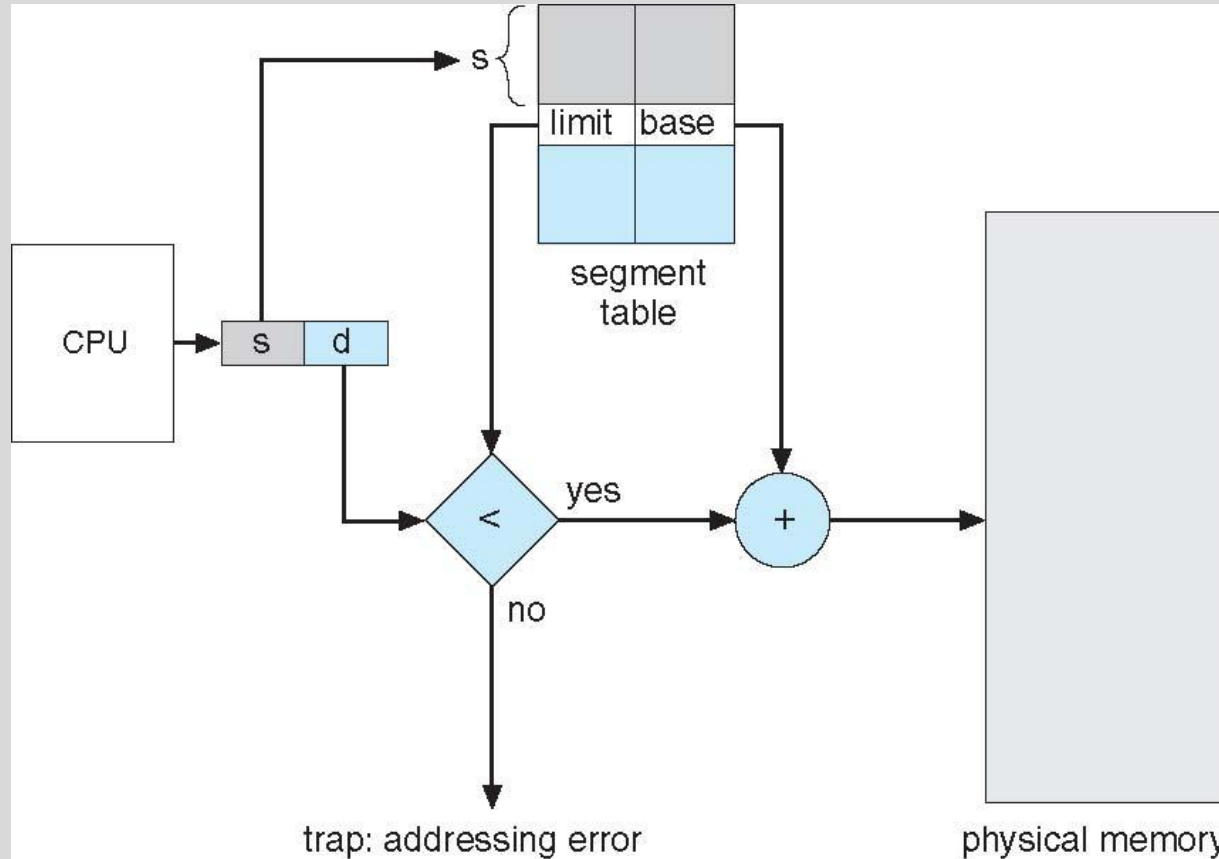 s
limit base
segment
table
CPU
s d
<
yes
+
no
trap: addressing error
physical memory